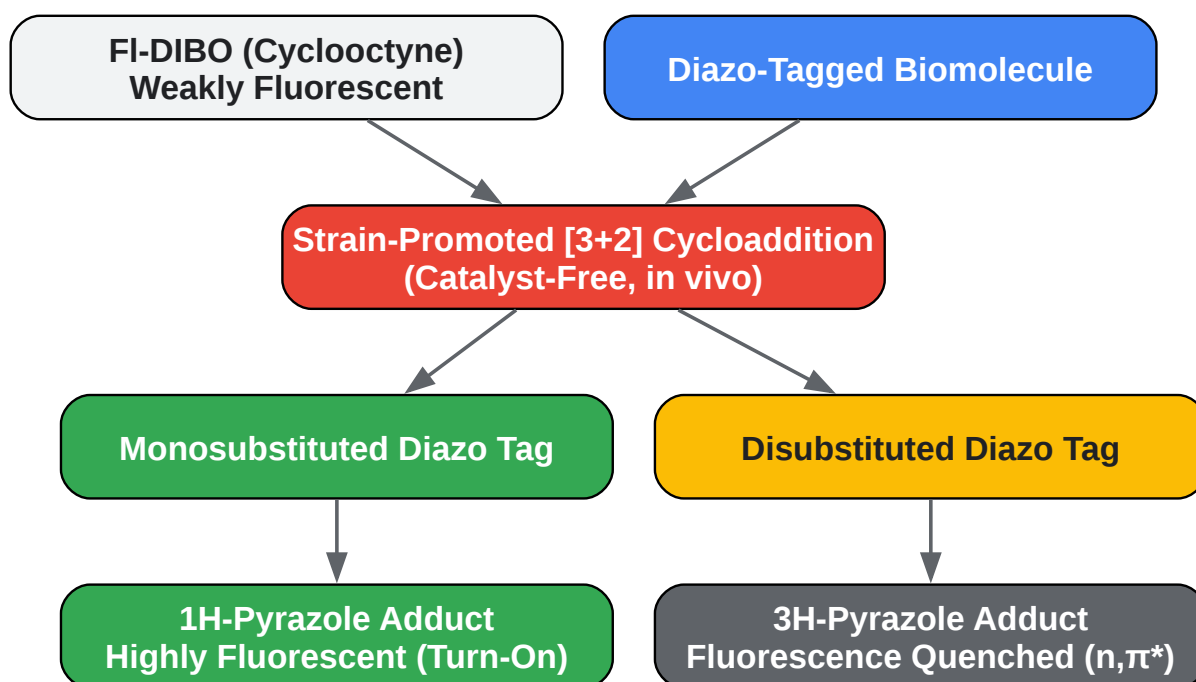 Fl-DIBO (Cyclooctyne)
Weakly Fluorescent
Diazo-Tagged Biomolecule
Strain-Promoted [3+2] Cycloaddition
(Catalyst-Free, in vivo)
Monosubstituted Diazo Tag
Disubstituted Diazo Tag
1H-Pyrazole Adduct
Highly Fluorescent (Turn-On)
3H-Pyrazole Adduct
Fluorescence Quenched (n,π*)